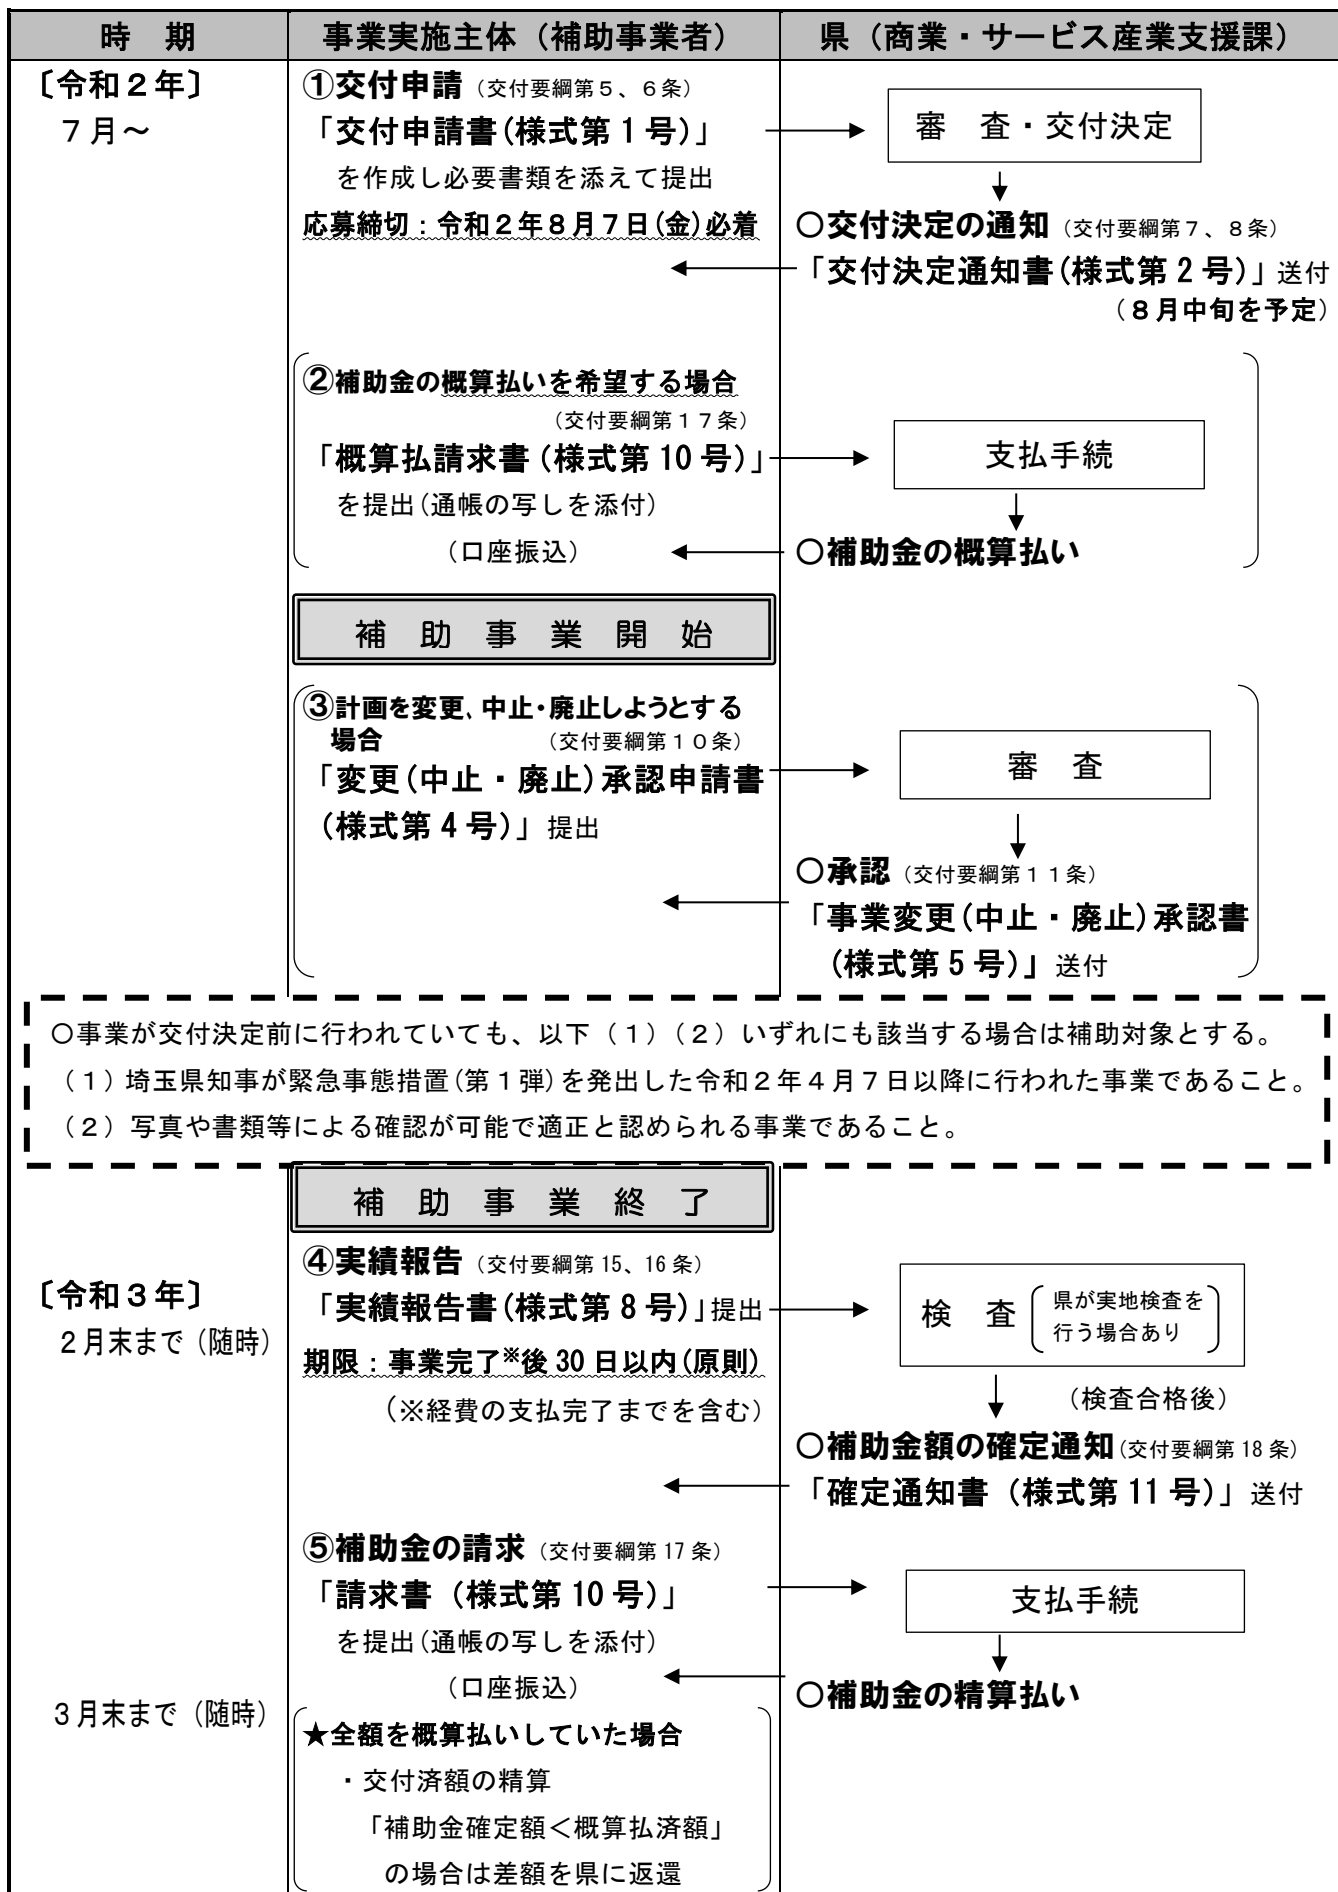 時　期
事業実施主体（補助事業者）
県（商業・サービス産業支援課）
〔令和２年〕
７月～
①交付申請（交付要綱第５、６条）
「交付申請書(様式第１号)」
を作成し必要書類を添えて提出
応募締切：令和２年８月７日(金)必着
審　査・交付決定
○交付決定の通知（交付要綱第７、８条）
「交付決定通知書(様式第２号)」送付
（８月中旬を予定）
②補助金の概算払いを希望する場合
（交付要綱第１７条）
「概算払請求書(様式第10号)」
を提出(通帳の写しを添付)
（口座振込）
支払手続
○補助金の概算払い
補助事業開始
③計画を変更、中止・廃止しようとする
場合　（交付要綱第１０条）
「変更(中止・廃止)承認申請書
(様式第４号)」提出
審　査
○承認（交付要綱第１１条）
「事業変更(中止・廃止)承認書
(様式第５号)」送付
○事業が交付決定前に行われていても、以下（１）（２）いずれにも該当する場合は補助対象とする。
（１）埼玉県知事が緊急事態措置(第１弾)を発出した令和２年４月７日以降に行われた事業であること。
（２）写真や書類等による確認が可能で適正と認められる事業であること。
補助事業終了
〔令和３年〕
２月末まで（随時）
④実績報告（交付要綱第15、16条）
「実績報告書(様式第８号)」提出
期限：事業完了※後30日以内(原則)
（※経費の支払完了までを含む）
検　査
県が実地検査を
行う場合あり
（検査合格後）
○補助金額の確定通知(交付要綱第18条)
「確定通知書（様式第11号)」送付
⑤補助金の請求（交付要綱第17条）
「請求書（様式第10号)」
を提出(通帳の写しを添付)
（口座振込）
支払手続
○補助金の精算払い
３月末まで（随時）
★全額を概算払いしていた場合
・交付済額の精算
「補助金確定額＜概算払済額」
の場合は差額を県に返還